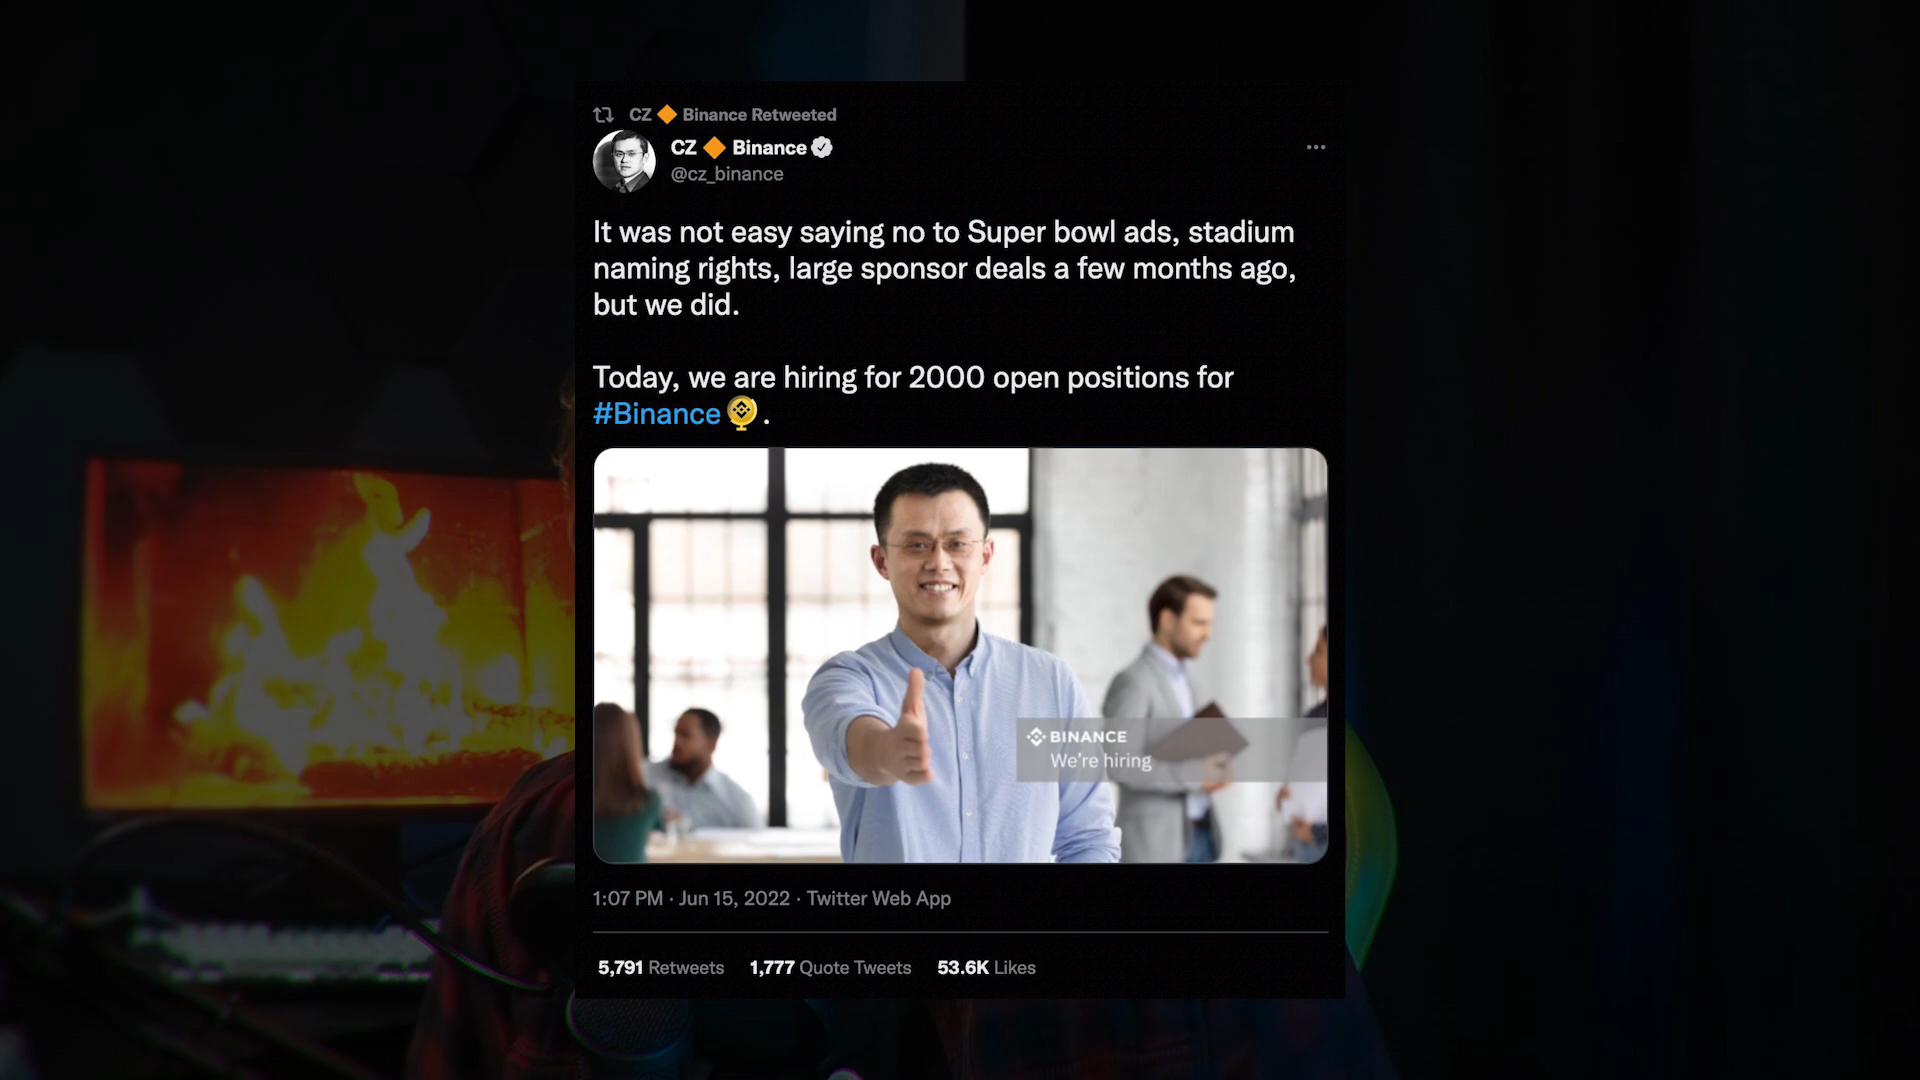 CZ 🔶 Binance Retweeted
CZ 🔶 Binance
@cz_binance
It was not easy saying no to Super bowl ads, stadium
naming rights, large sponsor deals a few months ago,
but we did.
Today, we are hiring for 2000 open positions for
#Binance.
BINANCE
We're hiring
1:07 PM · Jun 15, 2022 · Twitter Web App
5,791 Retweets 1,777 Quote Tweets 53.6K Likes